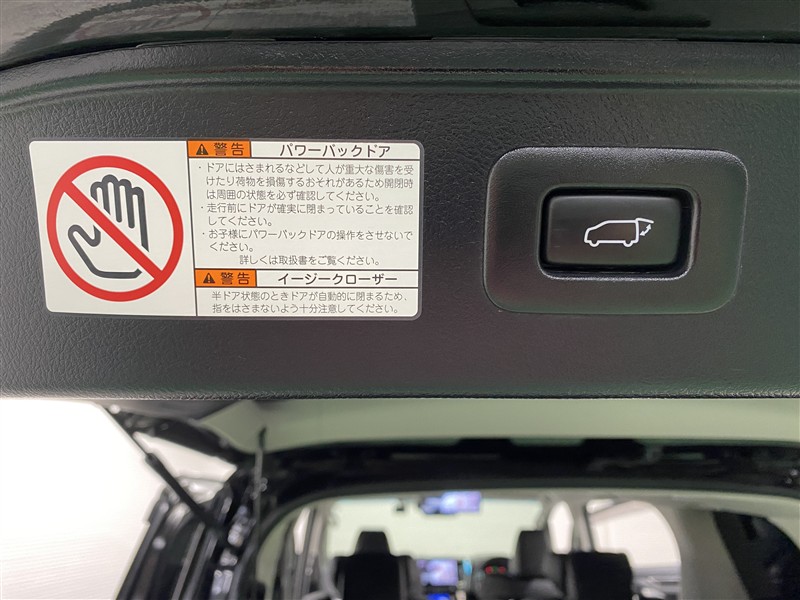 警告 パワーバックドア
・ドアにはさまれるなどして人が重大な傷害を受
けたり荷物を損傷するおそれがあるため開閉時
は周囲の状態を必ず確認してください。
・走行前にドアが確実に閉まっていることを確認
してください。
・お子様にパワーバックドアの操作をさせないで
ください。
詳しくは取扱書をご覧ください。
警告 イージークローザー
半ドア状態のときドアが自動的に閉まるため、
指をはさまないよう十分注意してください。